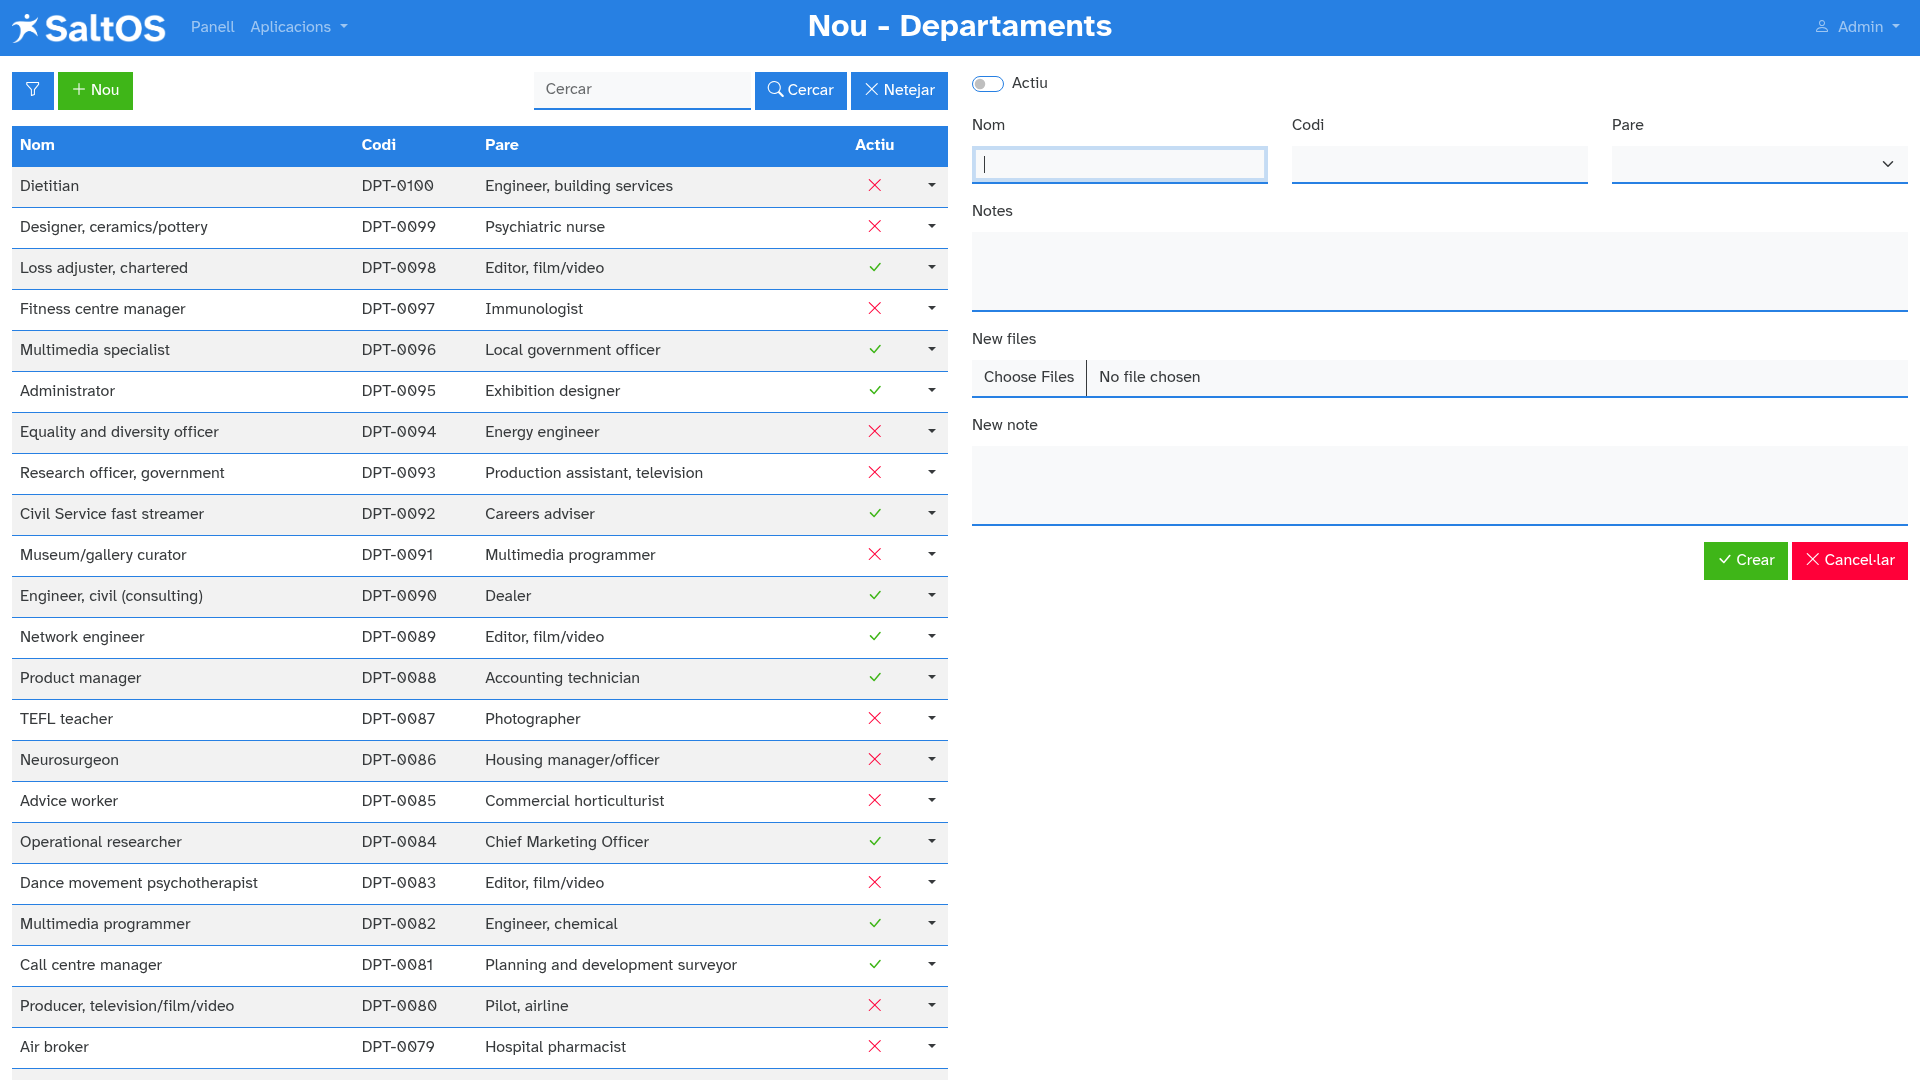 SaltOS Panell Aplicacions Nou - Departaments Admin
Nou Cercar Cercar Netejar
Nom Codi Pare Actiu
Dietitian DPT-0100 Engineer, building services
Designer, ceramics/pottery DPT-0099 Psychiatric nurse
Loss adjuster, chartered DPT-0098 Editor, film/video
Fitness centre manager DPT-0097 Immunologist
Multimedia specialist DPT-0096 Local government officer
Administrator DPT-0095 Exhibition designer
Equality and diversity officer DPT-0094 Energy engineer
Research officer, government DPT-0093 Production assistant, television
Civil Service fast streamer DPT-0092 Careers adviser
Museum/gallery curator DPT-0091 Multimedia programmer
Engineer, civil (consulting) DPT-0090 Dealer
Network engineer DPT-0089 Editor, film/video
Product manager DPT-0088 Accounting technician
TEFL teacher DPT-0087 Photographer
Neurosurgeon DPT-0086 Housing manager/officer
Advice worker DPT-0085 Commercial horticulturist
Operational researcher DPT-0084 Chief Marketing Officer
Dance movement psychotherapist DPT-0083 Editor, film/video
Multimedia programmer DPT-0082 Engineer, chemical
Call centre manager DPT-0081 Planning and development surveyor
Producer, television/film/video DPT-0080 Pilot, airline
Air broker DPT-0079 Hospital pharmacist
Actiu
Nom Codi Pare
Notes
New files
Choose Files No file chosen
New note
Crear Cancel·lar